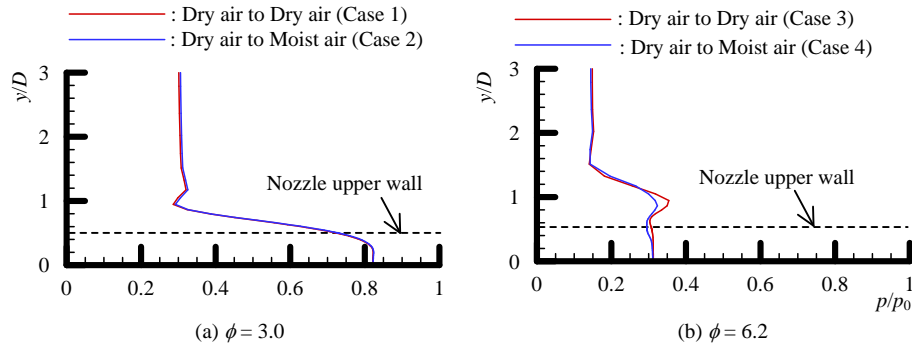 : Dry air to Dry air (Case 1)
: Dry air to Moist air (Case 2)
y/D
3
2
1
0
Nozzle upper wall
0 0.2 0.4 0.6 0.8 1
(a) ϕ = 3.0
: Dry air to Dry air (Case 3)
: Dry air to Moist air (Case 4)
y/D
3
2
1
0
Nozzle upper wall
0 0.2 0.4 0.6 0.8 1
p/p₀
(b) ϕ = 6.2